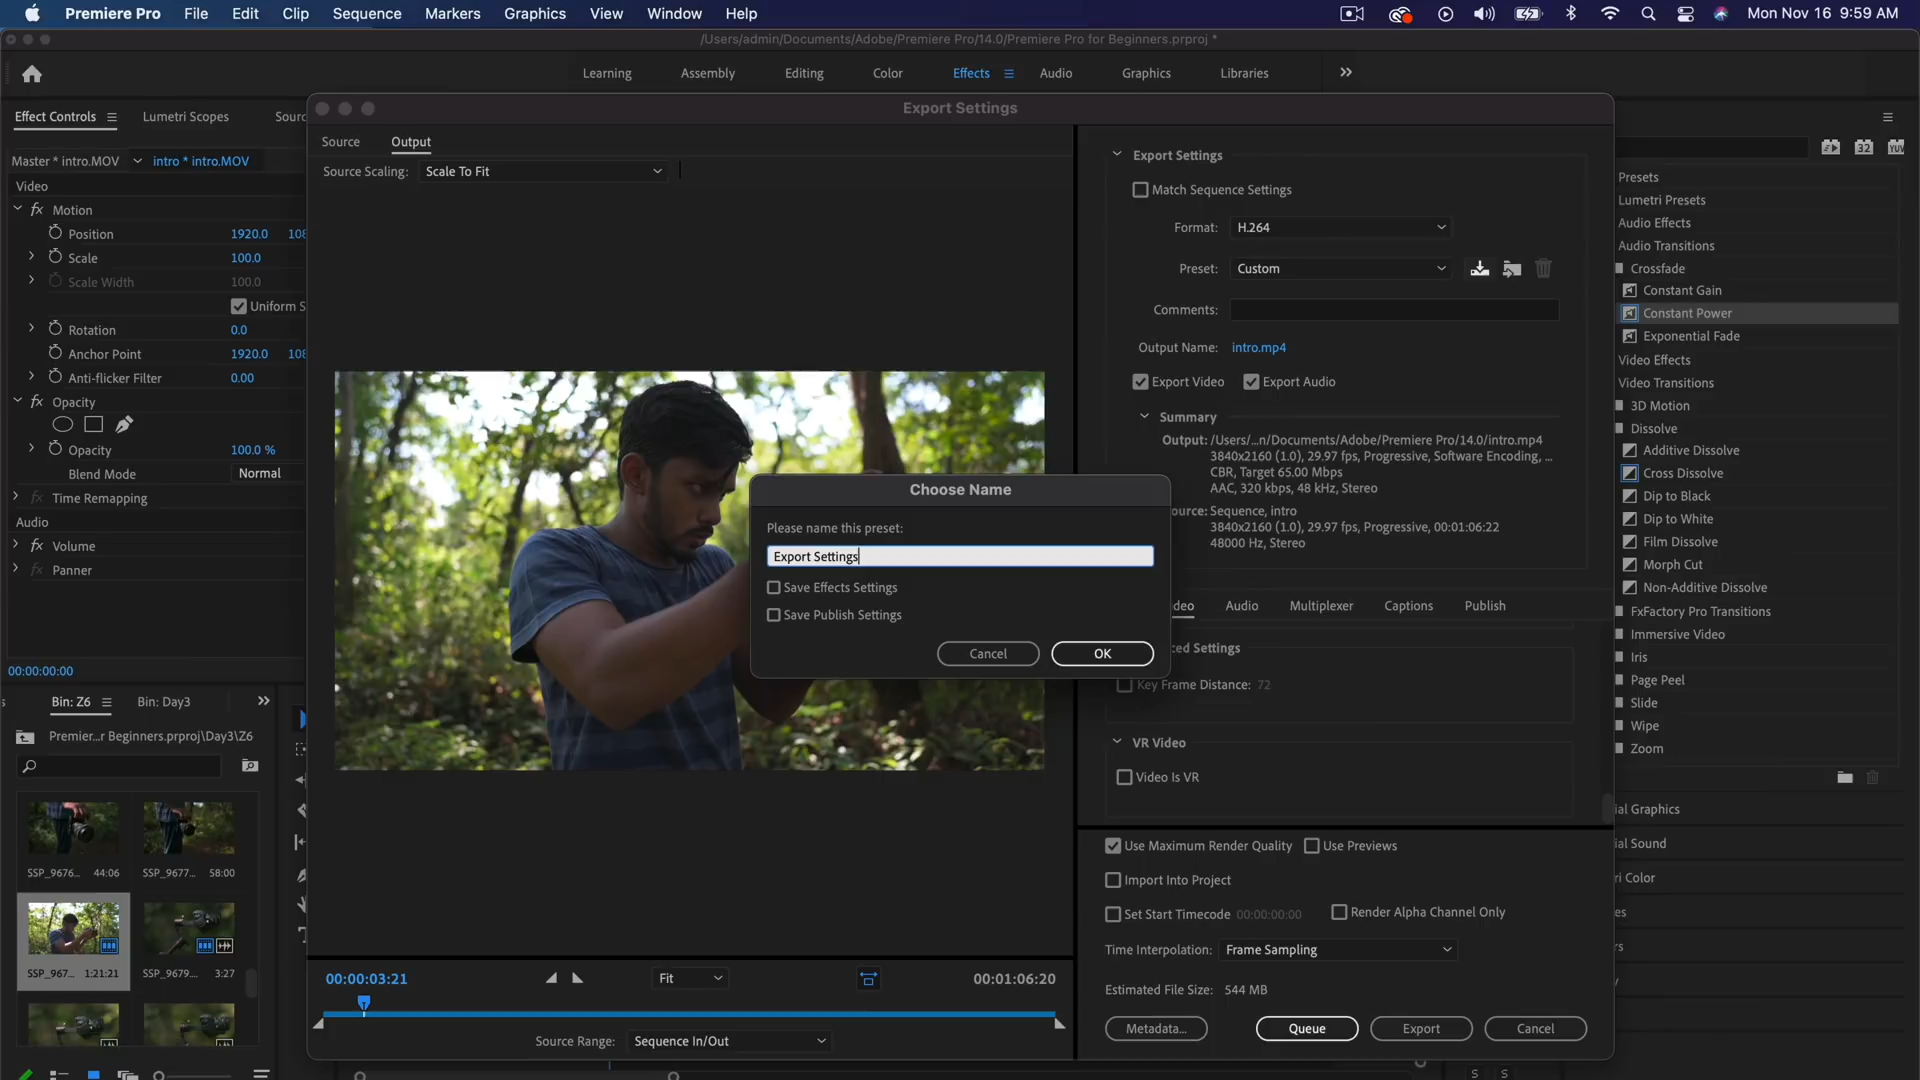 Premiere Pro File Edit Clip Sequence Markers Graphics View Window Help Mon Nov 16 9:59 AM
/Users/admin/Documents/Adobe/Premiere Pro/14.0/Premiere Pro for Beginners.prproj *
Learning Assembly Editing Color Effects Audio Graphics Libraries
Effect Controls Lumetri Scopes Sourc
Master * intro.MOV intro * intro.MOV
Video
fx Motion
Position 1920.0 108
Scale 100.0
Scale Width 100.0
Uniform S
Rotation 0.0
Anchor Point 1920.0 108
Anti-flicker Filter 0.00
fx Opacity
Opacity 100.0 %
Blend Mode Normal
fx Time Remapping
Audio
fx Volume
fx Panner
00:00:00:00
Bin: Z6 Bin: Day3
Premier...r Beginners.prproj\Day3\Z6
SSP_9676... 44:06 SSP_9677... 58:00
SSP_967... 1:21:21 SSP_9679... 3:27
Export Settings
Source Output
Source Scaling: Scale To Fit
00:00:03:21 Fit 00:01:06:20
Source Range: Sequence In/Out
Export Settings
Match Sequence Settings
Format: H.264
Preset: Custom
Comments:
Output Name: intro.mp4
Export Video Export Audio
Summary
Output: /Users/...n/Documents/Adobe/Premiere Pro/14.0/intro.mp4
3840x2160 (1.0), 29.97 fps, Progressive, Software Encoding, ...
CBR, Target 65.00 Mbps
AAC, 320 kbps, 48 kHz, Stereo
ource: Sequence, intro
3840x2160 (1.0), 29.97 fps, Progressive, 00:01:06:22
48000 Hz, Stereo
Choose Name
Please name this preset:
Export Settings
Save Effects Settings
Save Publish Settings
Cancel OK
deo Audio Multiplexer Captions Publish
ced Settings
Key Frame Distance: 72
VR Video
Video Is VR
Use Maximum Render Quality Use Previews
Import Into Project
Set Start Timecode 00:00:00:00 Render Alpha Channel Only
Time Interpolation: Frame Sampling
Estimated File Size: 544 MB
Metadata... Queue Export Cancel
32 YUV
Presets
Lumetri Presets
Audio Effects
Audio Transitions
Crossfade
Constant Gain
Constant Power
Exponential Fade
Video Effects
Video Transitions
3D Motion
Dissolve
Additive Dissolve
Cross Dissolve
Dip to Black
Dip to White
Film Dissolve
Morph Cut
Non-Additive Dissolve
FxFactory Pro Transitions
Immersive Video
Iris
Page Peel
Slide
Wipe
Zoom
ial Graphics
ial Sound
ri Color
es
rs
S S